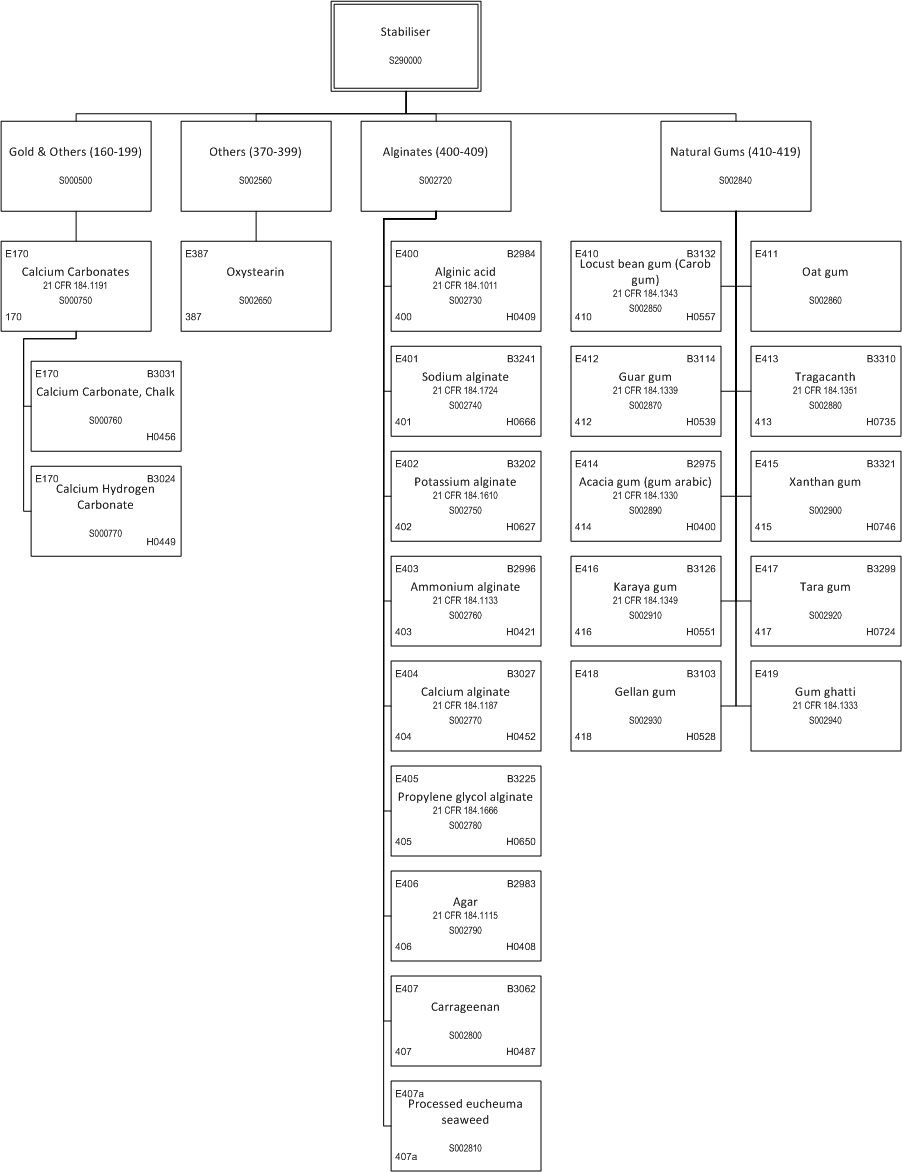 Stabiliser
S290000
Gold & Others (160-199)
S000500
Others (370-399)
S002560
Alginates (400-409)
S002720
Natural Gums (410-419)
S002840
E170
Calcium Carbonates
21 CFR 184.1191
S000750
170
E170 B3031
Calcium Carbonate, Chalk
S000760
H0456
E170 B3024
Calcium Hydrogen
Carbonate
S000770
H0449
E387
Oxystearin
S002650
387
E400 B2984
Alginic acid
21 CFR 184.1011
S002730
400 H0409
E401 B3241
Sodium alginate
21 CFR 184.1724
S002740
401 H0666
E402 B3202
Potassium alginate
21 CFR 184.1610
S002750
402 H0627
E403 B2996
Ammonium alginate
21 CFR 184.1133
S002760
403 H0421
E404 B3027
Calcium alginate
21 CFR 184.1187
S002770
404 H0452
E405 B3225
Propylene glycol alginate
21 CFR 184.1666
S002780
405 H0650
E406 B2983
Agar
21 CFR 184.1115
S002790
406 H0408
E407 B3062
Carrageenan
S002800
407 H0487
E407a
Processed eucheuma
seaweed
S002810
407a
E410 B3132
Locust bean gum (Carob
gum)
21 CFR 184.1343
S002850
410 H0557
E411
Oat gum
S002860
E412 B3114
Guar gum
21 CFR 184.1339
S002870
412 H0539
E413 B3310
Tragacanth
21 CFR 184.1351
S002880
413 H0735
E414 B2975
Acacia gum (gum arabic)
21 CFR 184.1330
S002890
414 H0400
E415 B3321
Xanthan gum
S002900
415 H0746
E416 B3126
Karaya gum
21 CFR 184.1349
S002910
416 H0551
E417 B3299
Tara gum
S002920
417 H0724
E418 B3103
Gellan gum
S002930
418 H0528
E419
Gum ghatti
21 CFR 184.1333
S002940